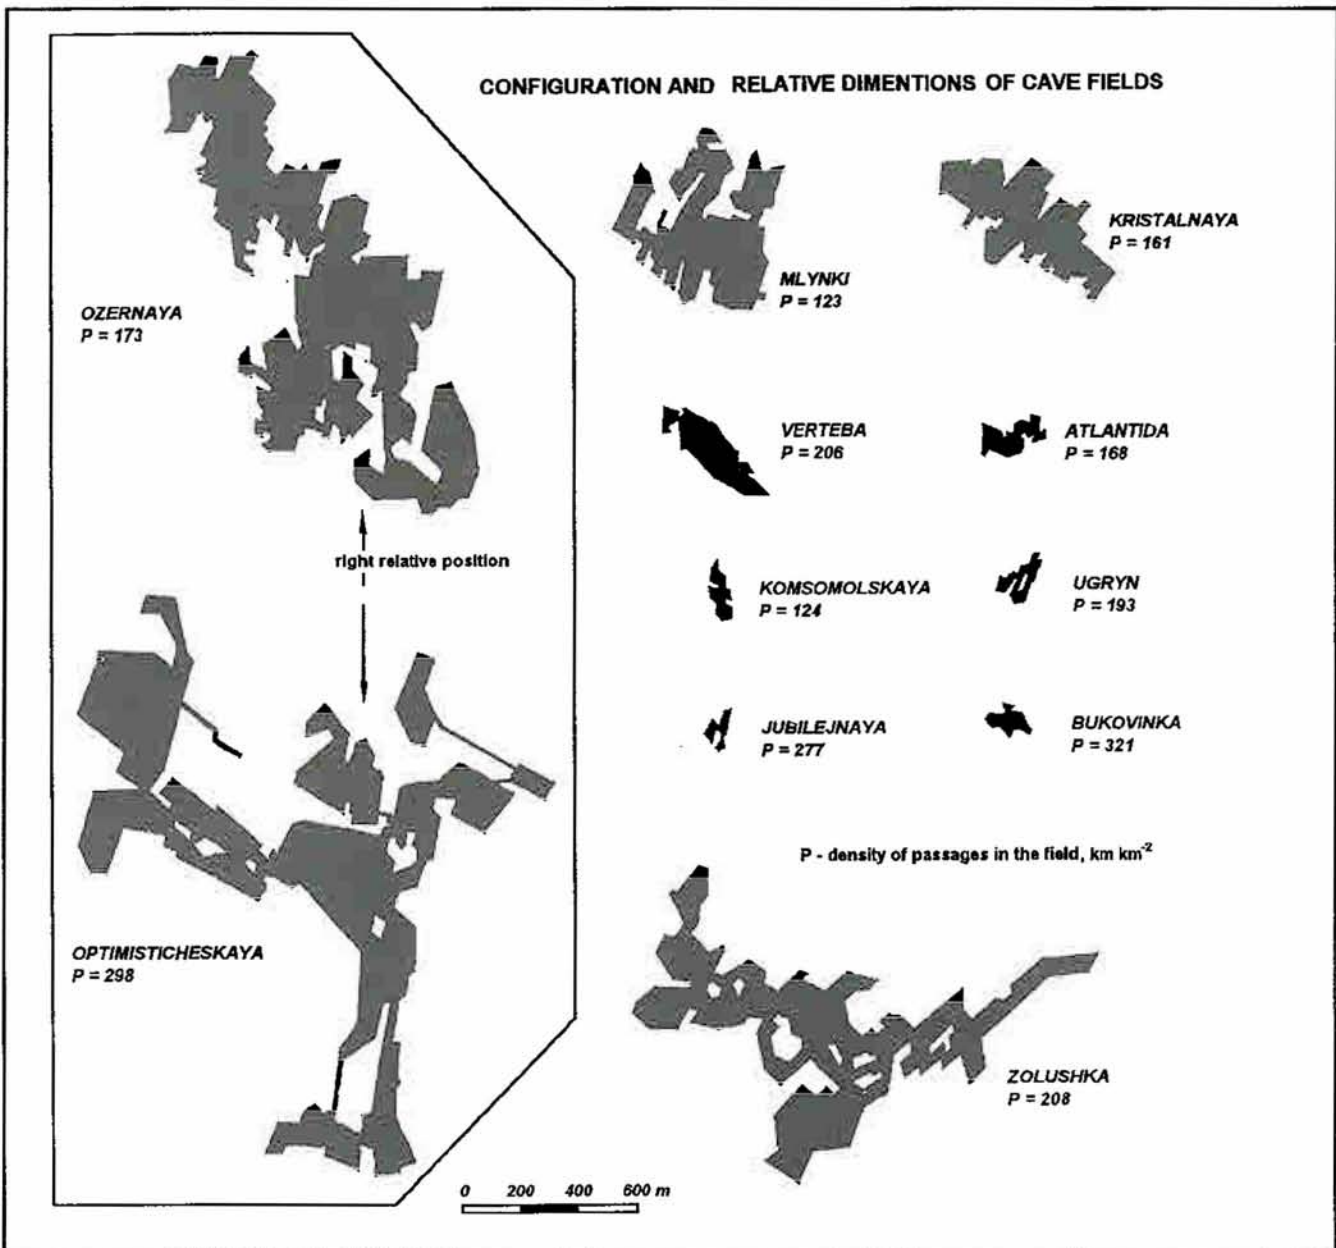 CONFIGURATION AND RELATIVE DIMENTIONS OF CAVE FIELDS
OZERNAYA
P = 173
right relative position
OPTIMISTICHESKAYA
P = 298
MLYNKI
P = 123
KRISTALNAYA
P = 161
VERTEBA
P = 206
ATLANTIDA
P = 168
KOMSOMOLSKAYA
P = 124
UGRYN
P = 193
JUBILEJNAYA
P = 277
BUKOVINKA
P = 321
P - density of passages in the field, km km⁻²
ZOLUSHKA
P = 208
0 200 400 600 m